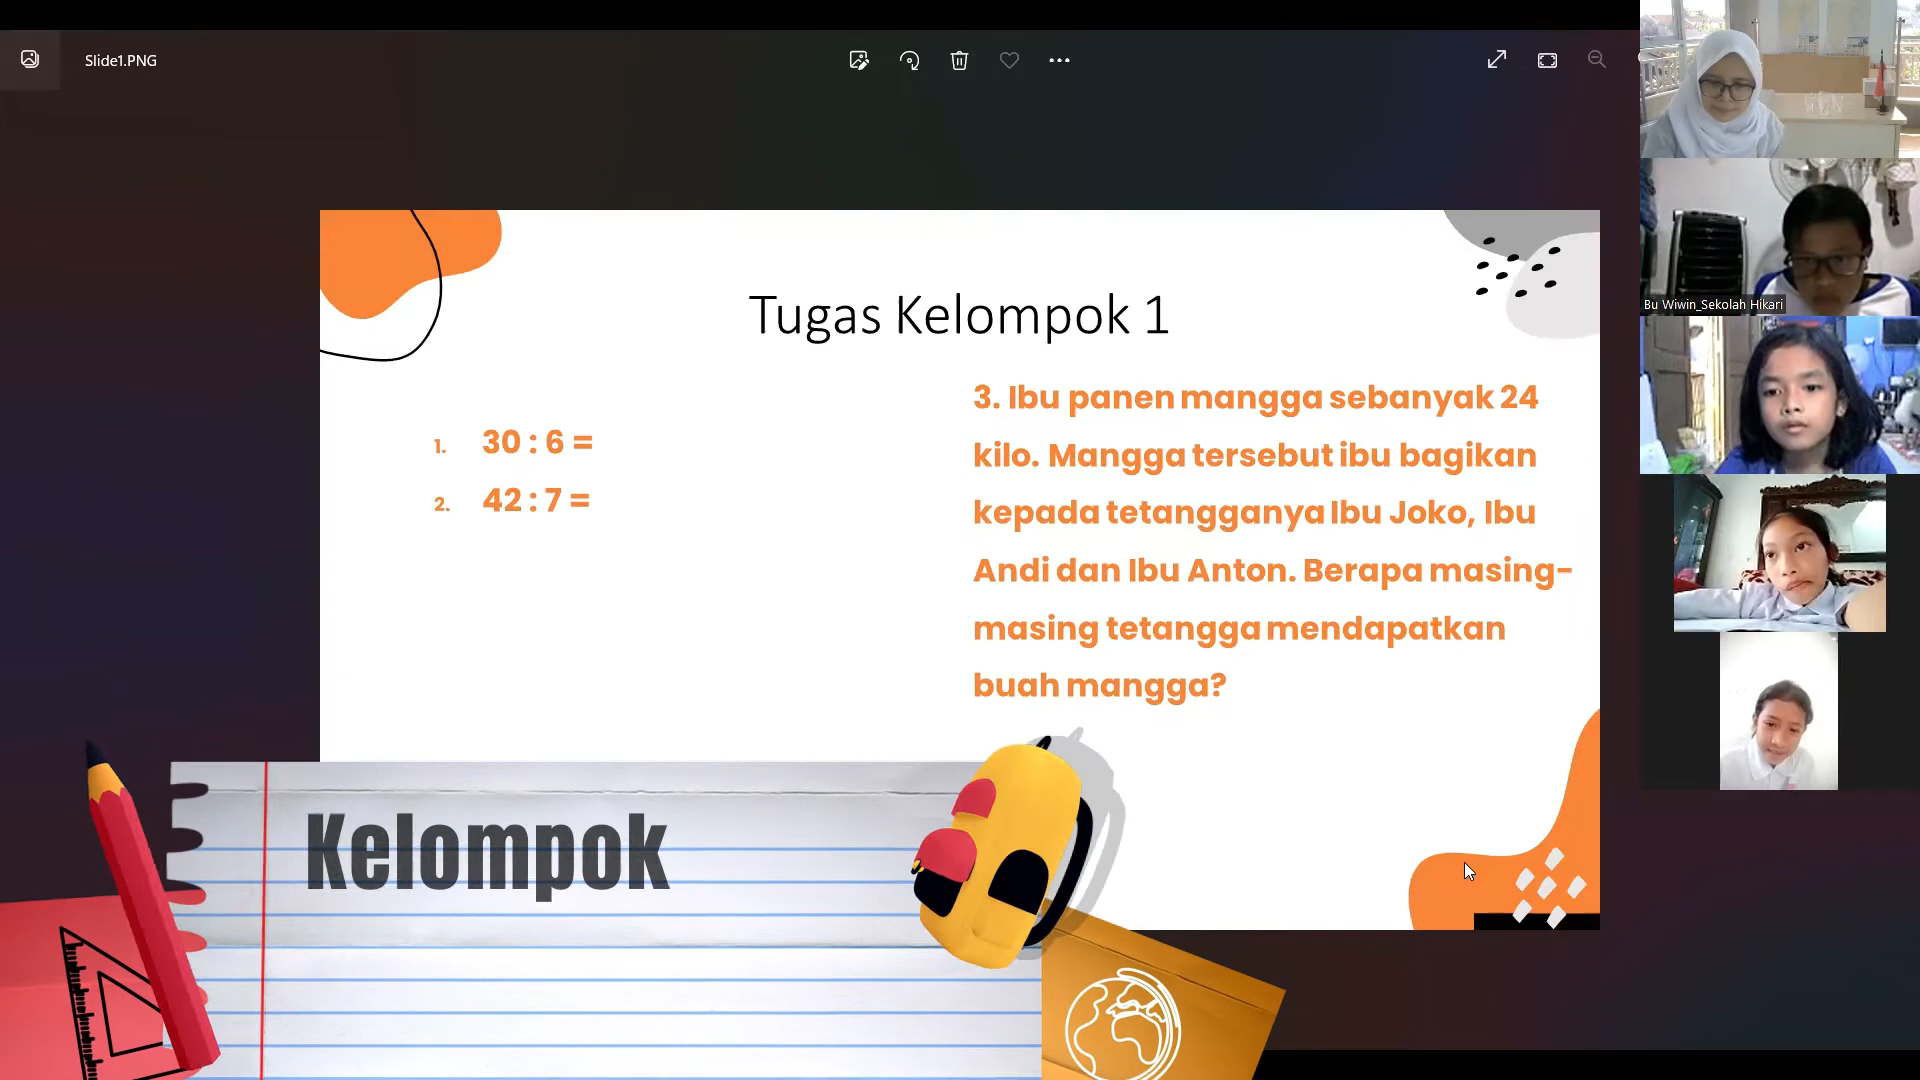 Slide1.PNG
Bu Wiwin_Sekolah Hikari
Tugas Kelompok 1
1. 30 : 6 =
2. 42 : 7 =
3. Ibu panen mangga sebanyak 24
kilo. Mangga tersebut ibu bagikan
kepada tetangganya Ibu Joko, Ibu
Andi dan Ibu Anton. Berapa masing-
masing tetangga mendapatkan
buah mangga?
Kelompok